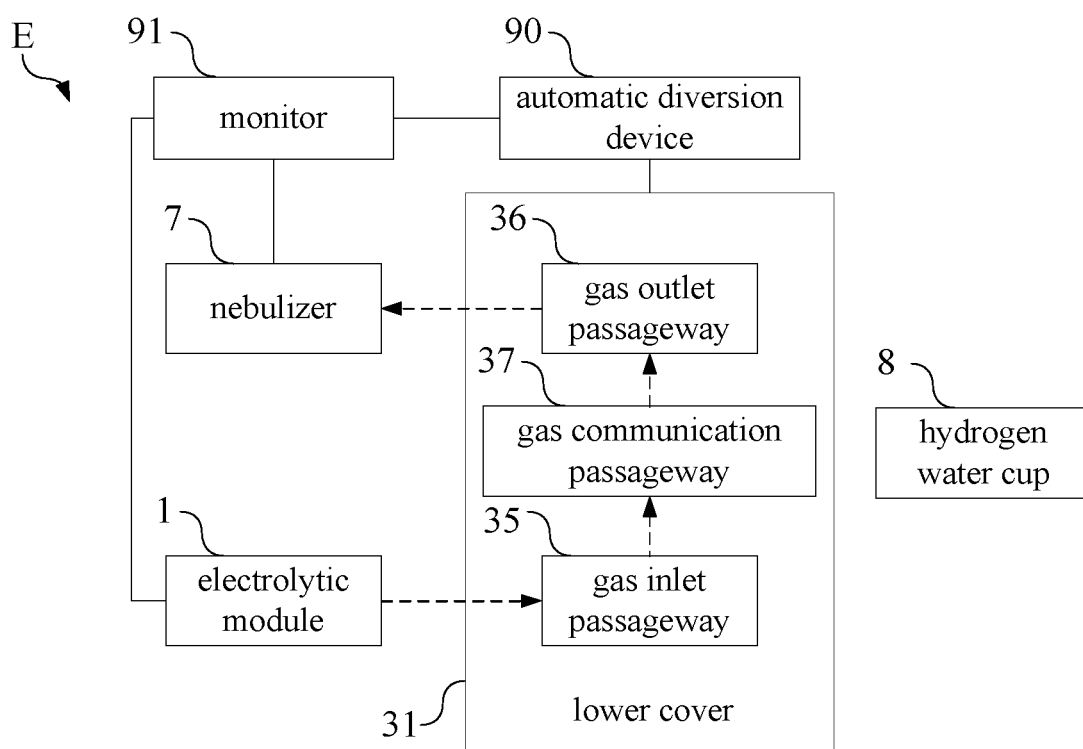 E
91
90
monitor
automatic diversion
device
7
36
nebulizer
gas outlet
passageway
37
8
gas communication
passageway
hydrogen
water cup
1
35
electrolytic
module
gas inlet
passageway
31
lower cover